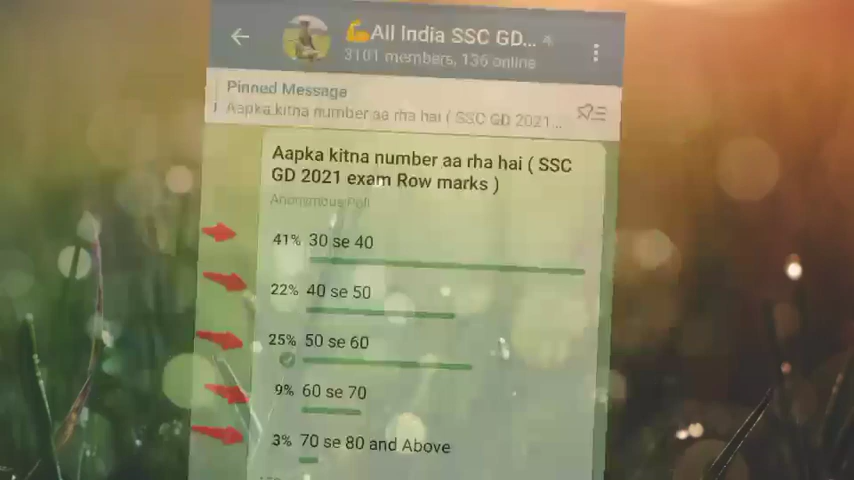 💪All India SSC GD...
3101 members, 136 online
Pinned Message
Aapka kitna number aa rha hai ( SSC GD 2021...
Aapka kitna number aa rha hai ( SSC
GD 2021 exam Row marks )
Anonymous Poll
41% 30 se 40
22% 40 se 50
25% 50 se 60
9% 60 se 70
3% 70 se 80 and Above